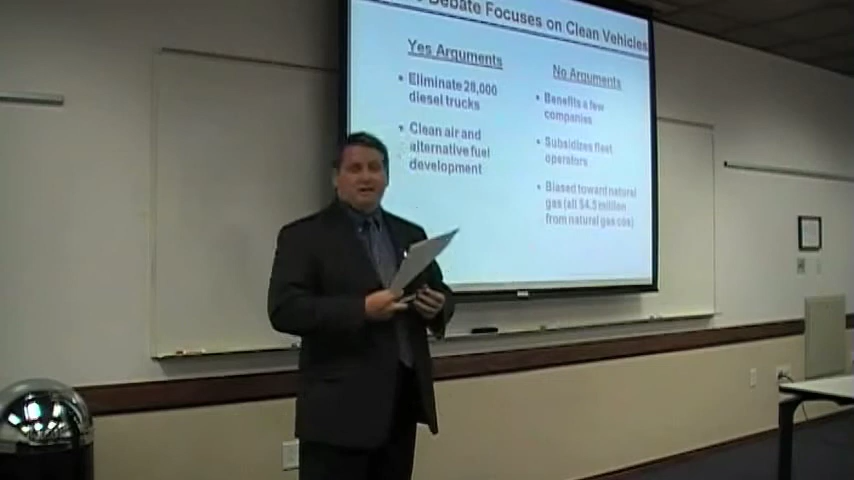 Debate Focuses on Clean Vehicles
Yes Arguments
• Eliminate 28,000
diesel trucks
• Clean air and
alternative fuel
development
No Arguments
• Benefits a few
companies
• Subsidizes fleet
operators
• Biased toward natural
gas (all $4.5 million
from natural gas cos)